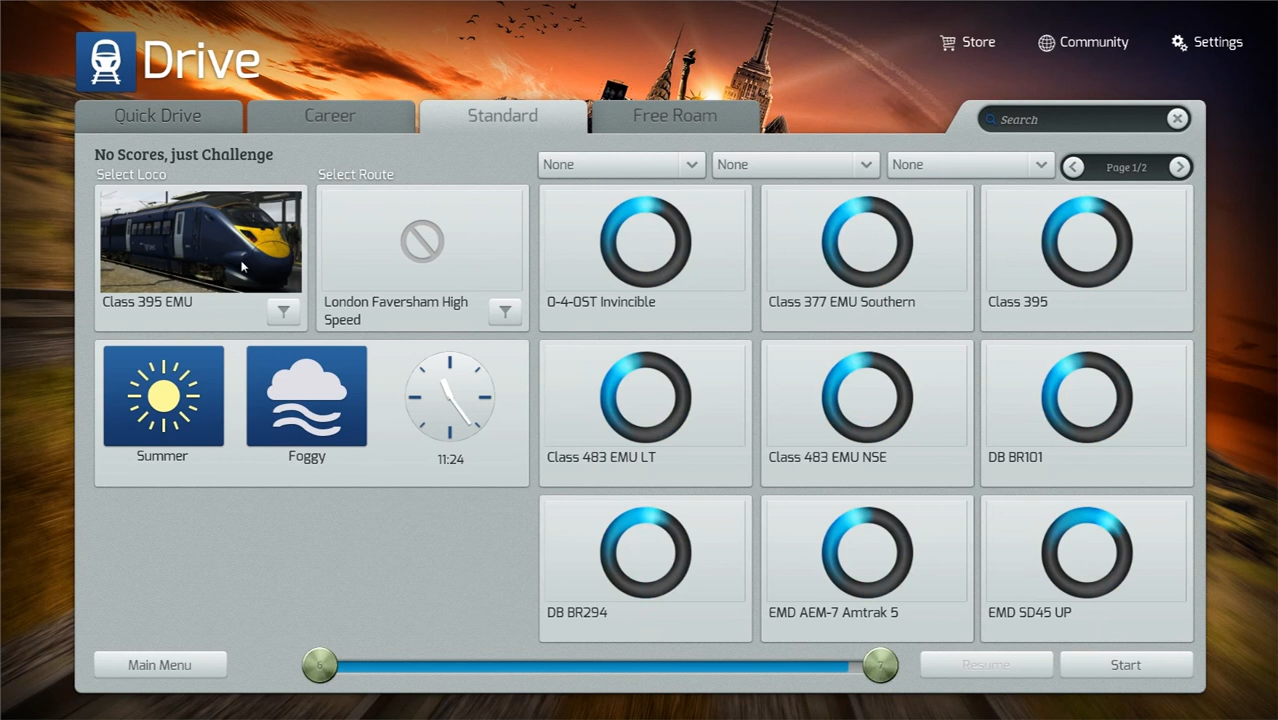 Drive
Store
Community
Settings
Quick Drive
Career
Standard
Free Roam
Search
No Scores, just Challenge
Select Loco
Select Route
None
None
None
Page 1/2
Class 395 EMU
London Faversham High
Speed
O-4-OST Invincible
Class 377 EMU Southern
Class 395
Summer
Foggy
11:24
Class 483 EMU LT
Class 483 EMU NSE
DB BR101
DB BR294
EMD AEM-7 Amtrak 5
EMD SD45 UP
Main Menu
6
7
Resume
Start